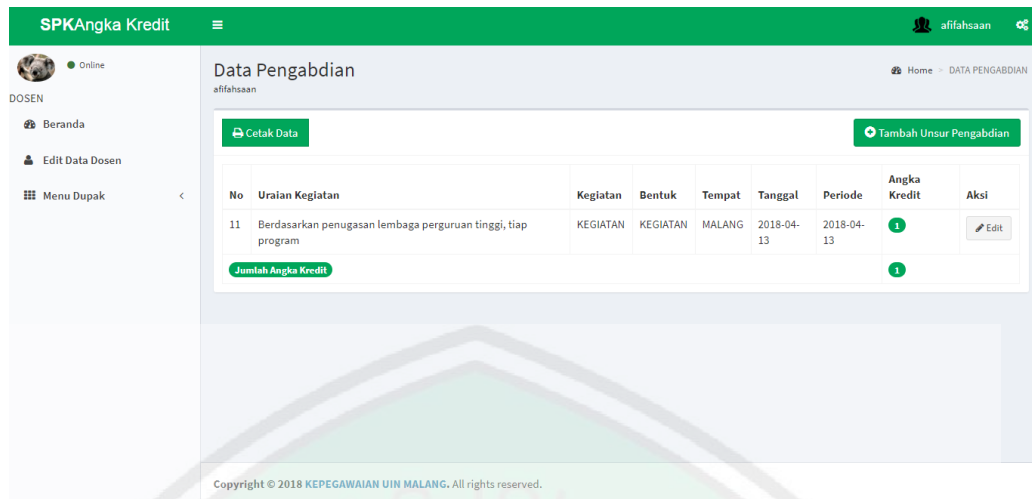 SPKAngka Kredit
afifahsaan
Online
DOSEN
Beranda
Edit Data Dosen
Menu Dupak
Data Pengabdian
afifahsaan
Home > DATA PENGABDIAN
Cetak Data
Tambah Unsur Pengabdian
No Uraian Kegiatan Kegiatan Bentuk Tempat Tanggal Periode Angka Kredit Aksi
11 Berdasarkan penugasan lembaga perguruan tinggi, tiap program KEGIATAN KEGIATAN MALANG 2018-04-13 2018-04-13 1 Edit
Jumlah Angka Kredit 1
Copyright © 2018 KEPEGAWAIAN UIN MALANG. All rights reserved.